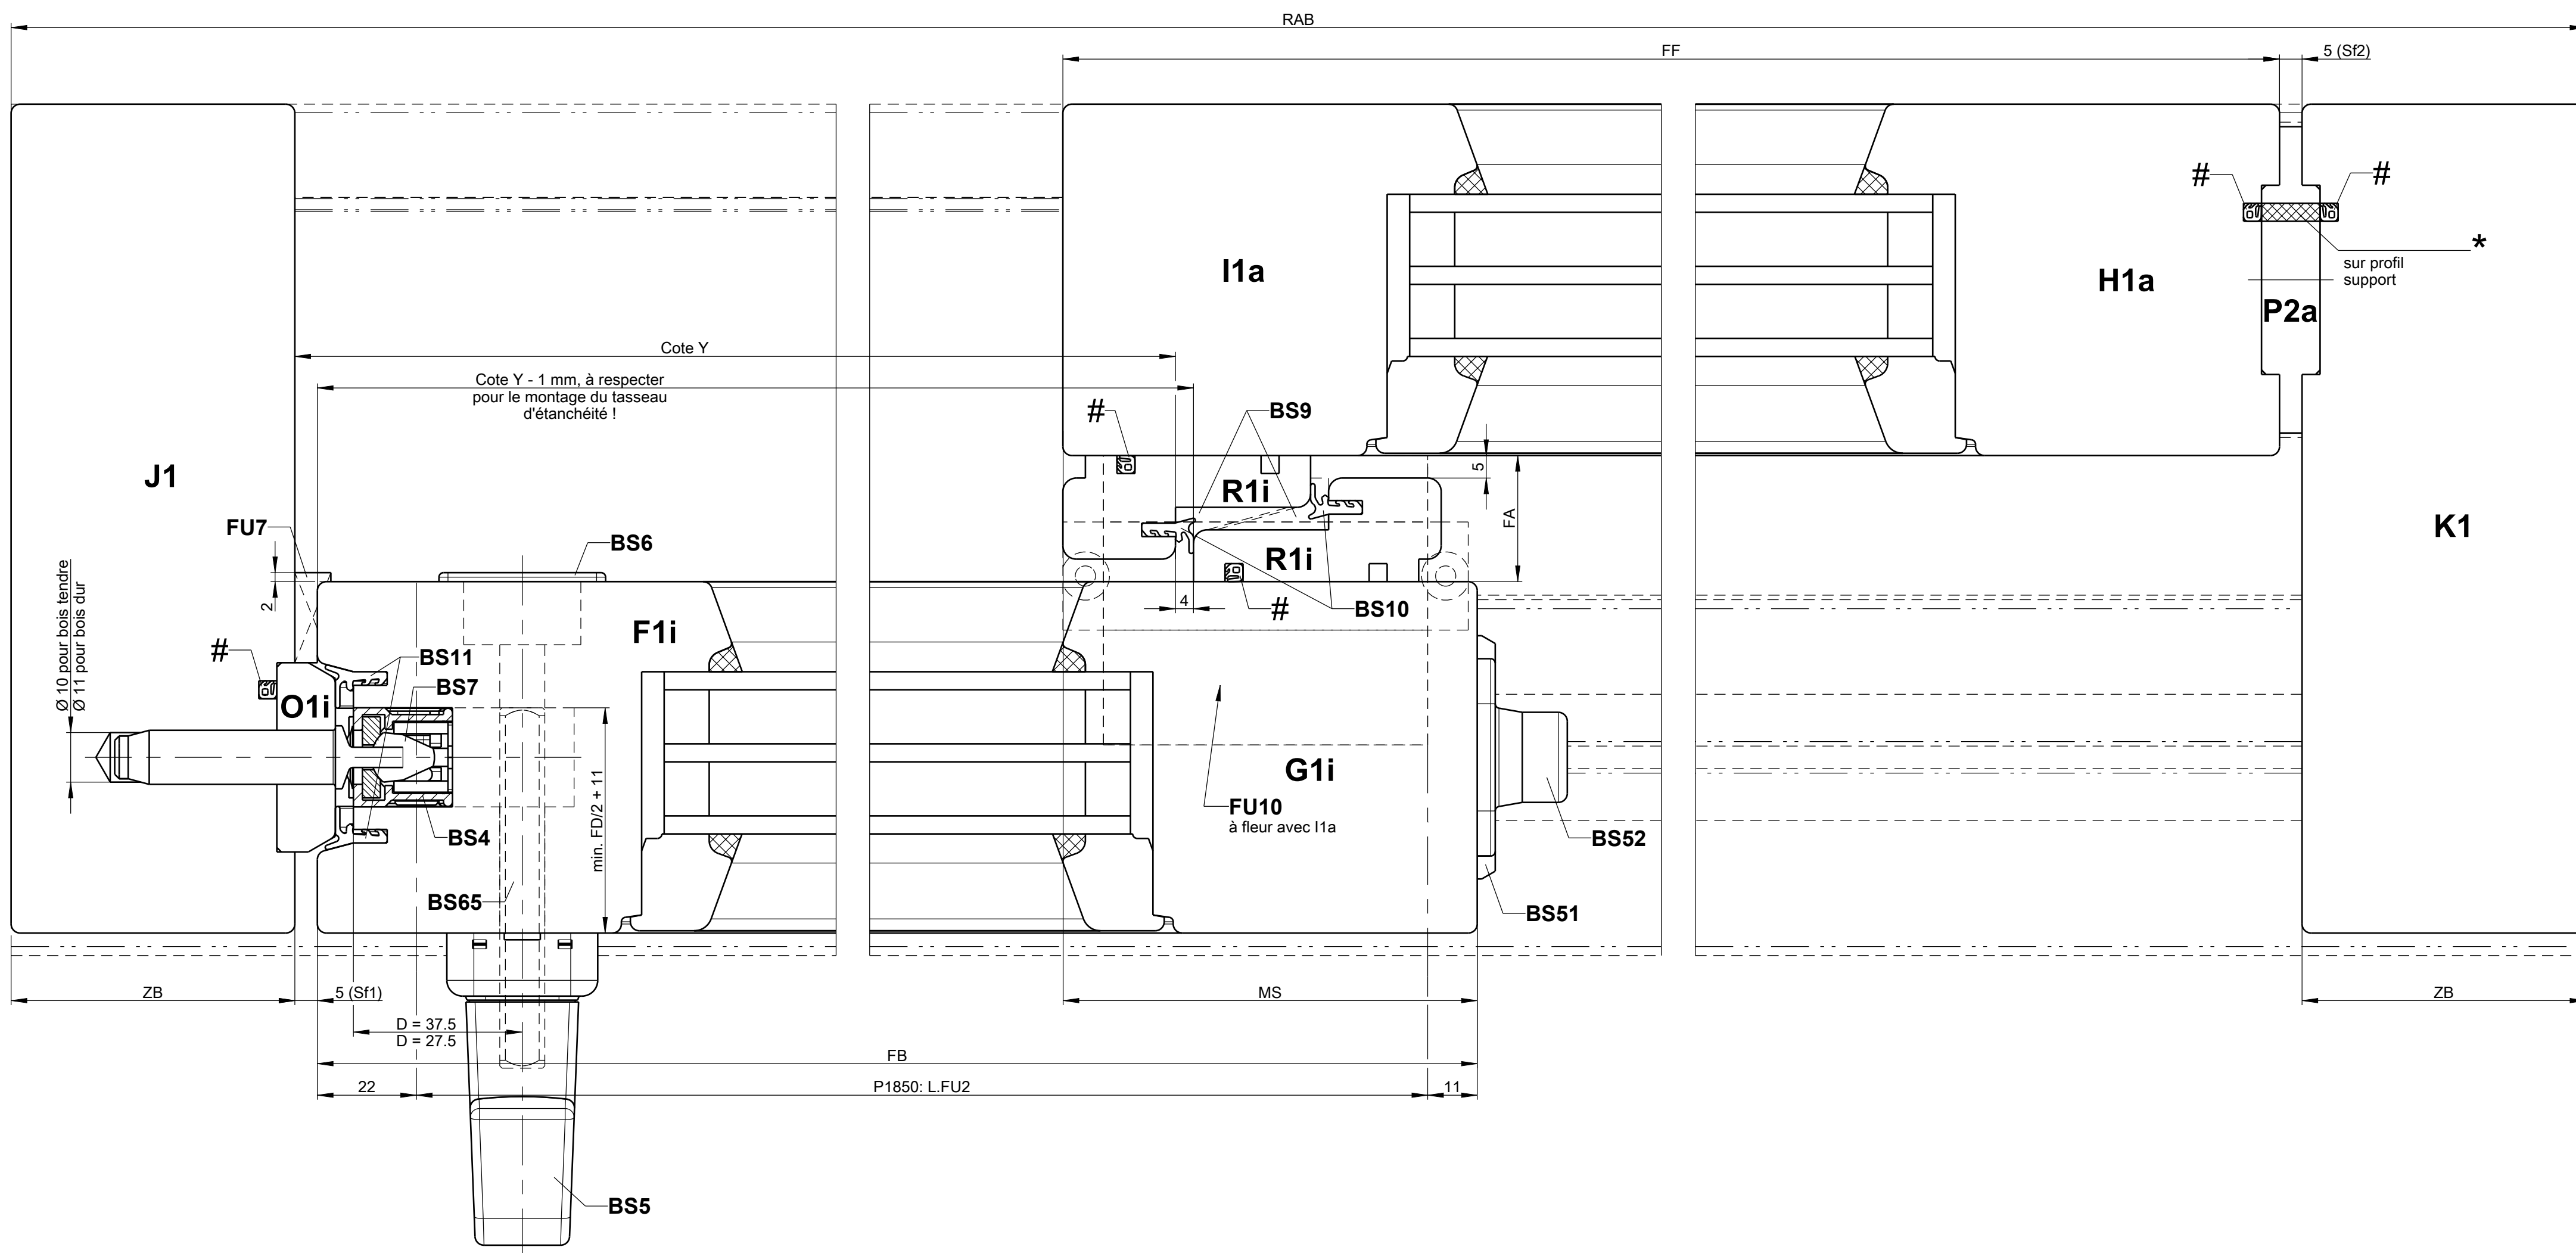 RAB
FF
5 (Sf2)
#
#
*
sur profil
support
I1a
H1a
P2a
Cote Y
Cote Y - 1 mm, à respecter
pour le montage du tasseau
d'étanchéité !
#
BS9
5
J1
R1i
FA
FU7
BS6
K1
2
R1i
4
#
BS10
Ø 10 pour bois tendre
Ø 11 pour bois dur
F1i
#
BS11
BS7
O1i
G1i
min. FD/2 + 11
FU10
à fleur avec I1a
BS4
BS52
BS65
BS51
ZB
5 (Sf1)
MS
ZB
D = 37.5
D = 27.5
FB
22
P1850: L.FU2
11
BS5